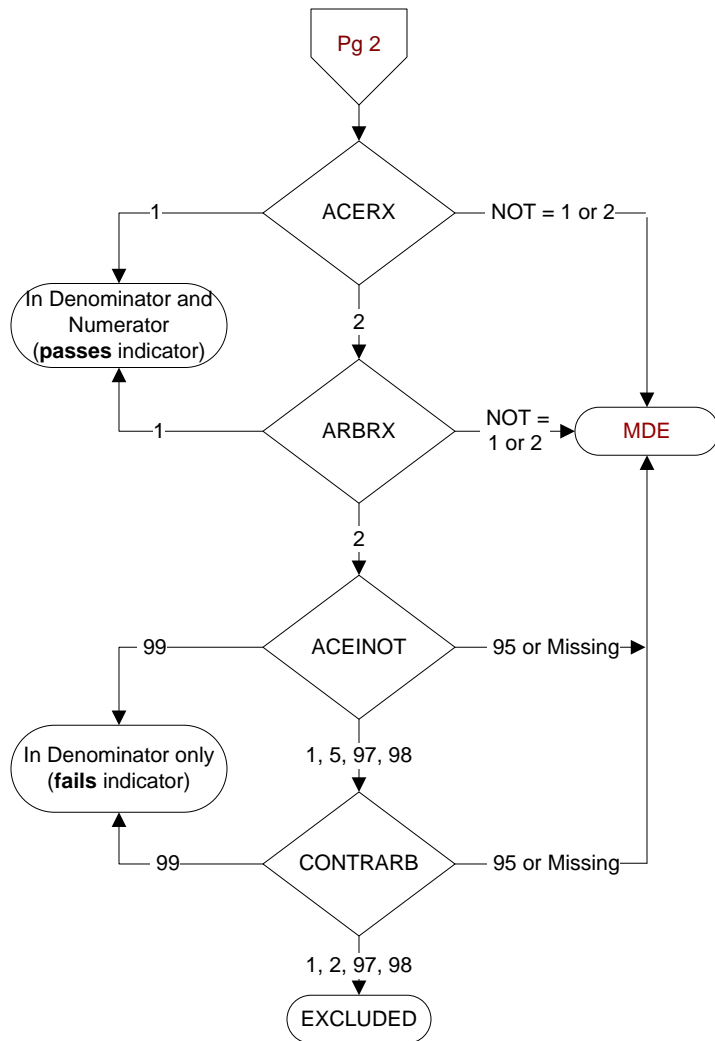 Pg 2
ACERX
1
NOT = 1 or 2
In Denominator and
Numerator
(passes indicator)
2
ARBRX
1
NOT =
1 or 2
MDE
2
ACEINOT
99
95 or Missing
In Denominator only
(fails indicator)
1, 5, 97, 98
CONTRARB
99
95 or Missing
1, 2, 97, 98
EXCLUDED